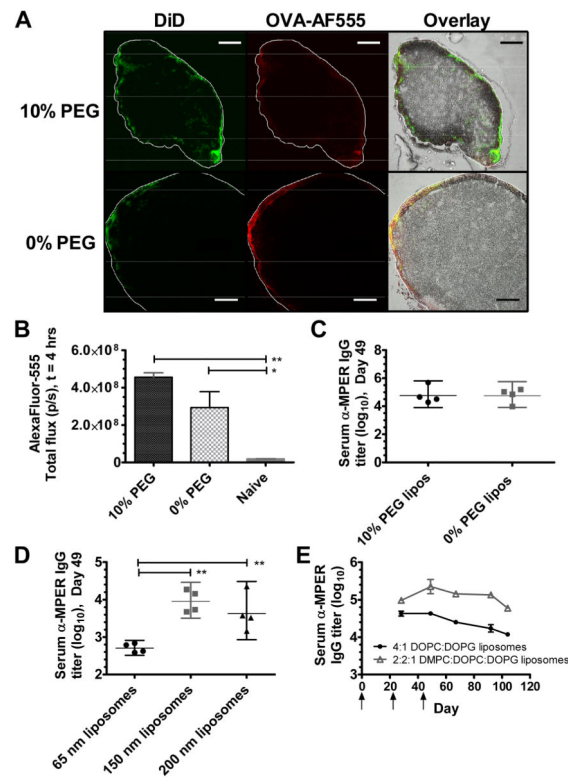 A
DiD
OVA-AF555
Overlay
10% PEG
0% PEG
B
AlexaFluor-555
Total flux (p/s), t = 4 hrs
6.0×10⁸
4.0×10⁸
2.0×10⁸
0
**
*
10% PEG
0% PEG
Naive
C
Serum α-MPER IgG
titer (log₁₀), Day 49
8
6
4
2
0
10% PEG lipos
0% PEG lipos
D
Serum α-MPER IgG
titer (log₁₀), Day 49
5
4
3
2
**
**
65 nm liposomes
150 nm liposomes
200 nm liposomes
E
Serum α-MPER
IgG titer (log₁₀)
6
5
4
3
4:1 DOPC:DOPG liposomes
2:2:1 DMPC:DOPC:DOPG liposomes
0 20 40 60 80 100 120
Day